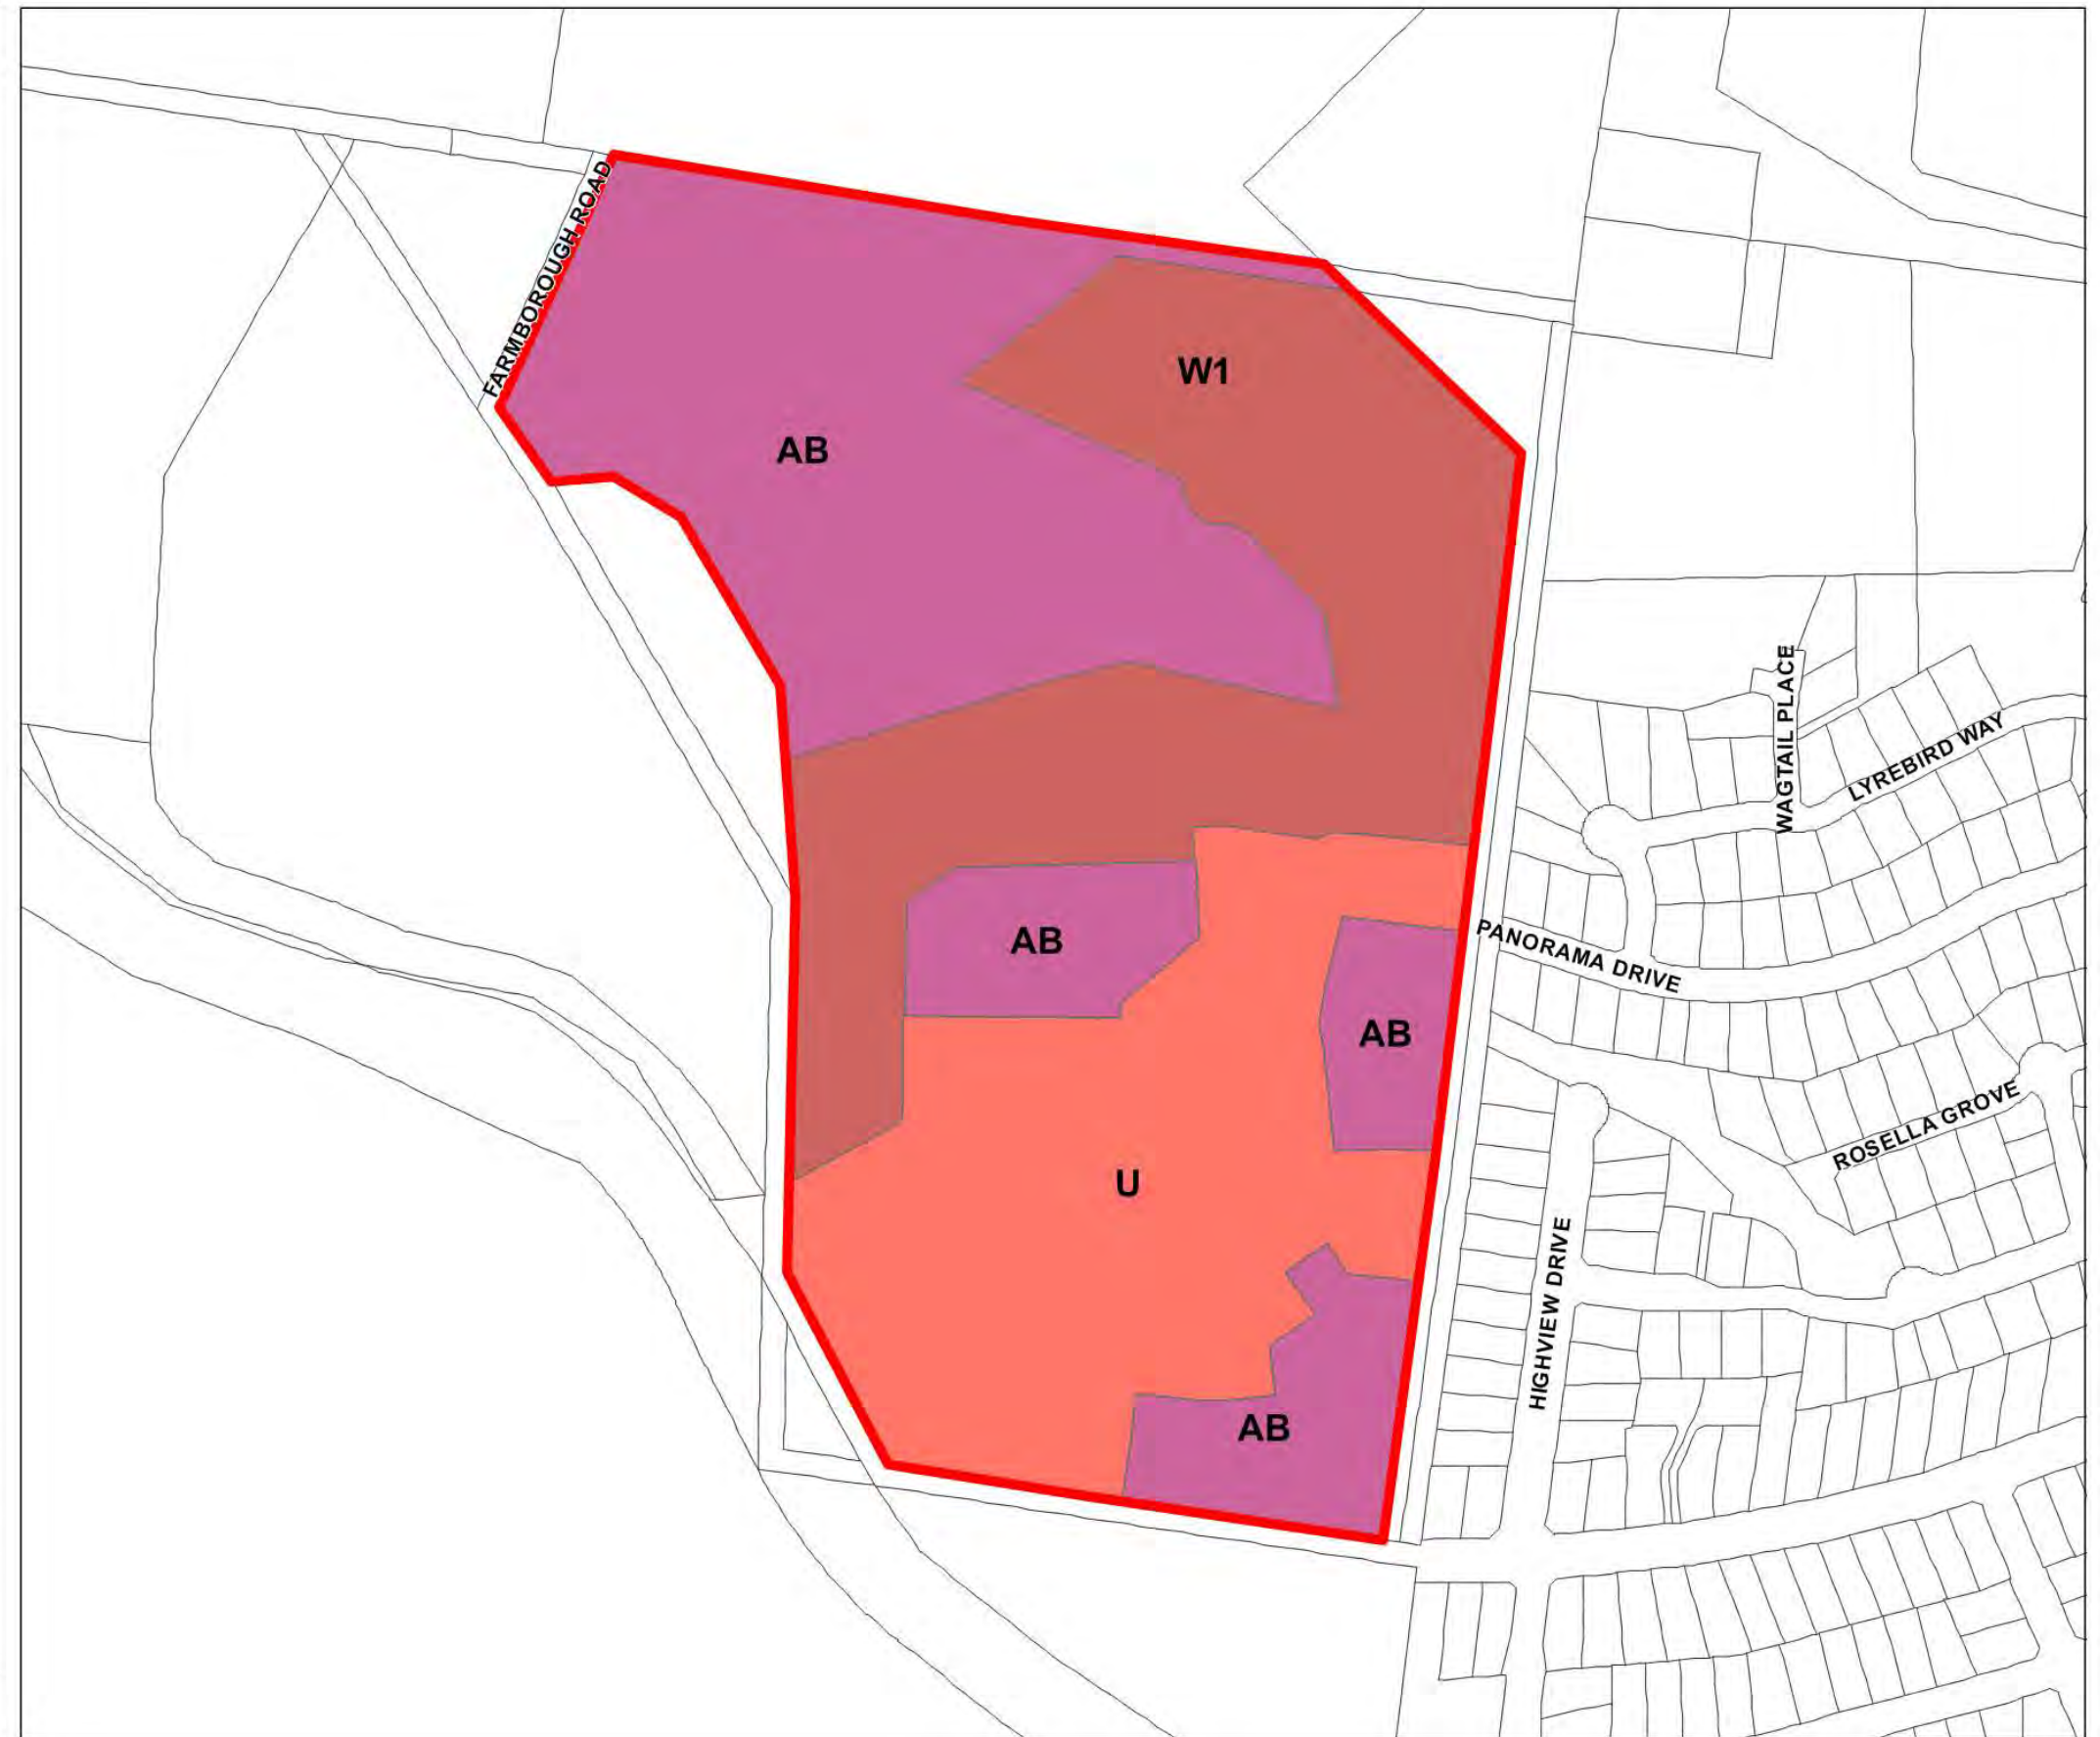 FARMBOROUGH ROAD
W1
AB
WAGTAIL PLACE
LYREBIRD WAY
AB
PANORAMA DRIVE
AB
ROSELLA GROVE
U
HIGHVIEW DRIVE
AB